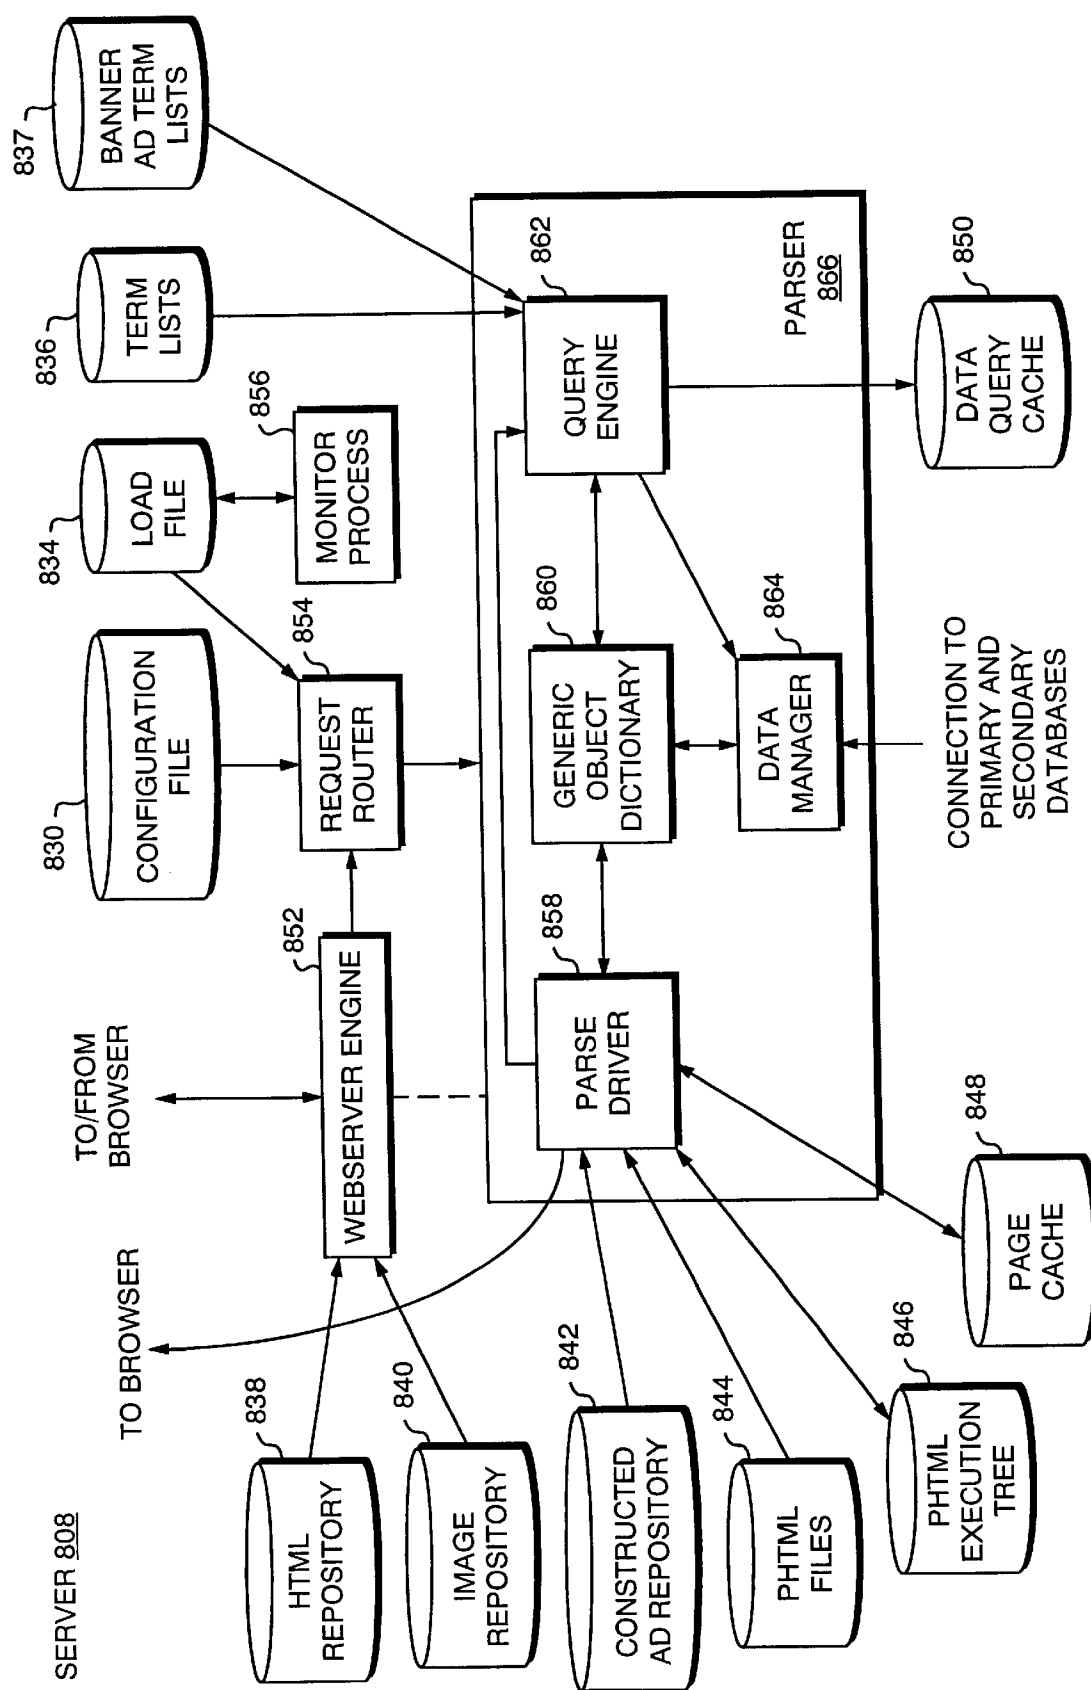 SERVER 808
TO BROWSER
TO/FROM
BROWSER
830
CONFIGURATION
FILE
834
LOAD
FILE
836
TERM
LISTS
837
BANNER
AD TERM
LISTS
838
HTML
REPOSITORY
840
IMAGE
REPOSITORY
852
WEBSERVER ENGINE
854
REQUEST
ROUTER
856
MONITOR
PROCESS
842
CONSTRUCTED
AD REPOSITORY
844
PHTML
FILES
846
PHTML
EXECUTION
TREE
848
PAGE
CACHE
858
PARSE
DRIVER
860
GENERIC
OBJECT
DICTIONARY
862
QUERY
ENGINE
864
DATA
MANAGER
PARSER
866
850
DATA
QUERY
CACHE
CONNECTION TO
PRIMARY AND
SECONDARY
DATABASES